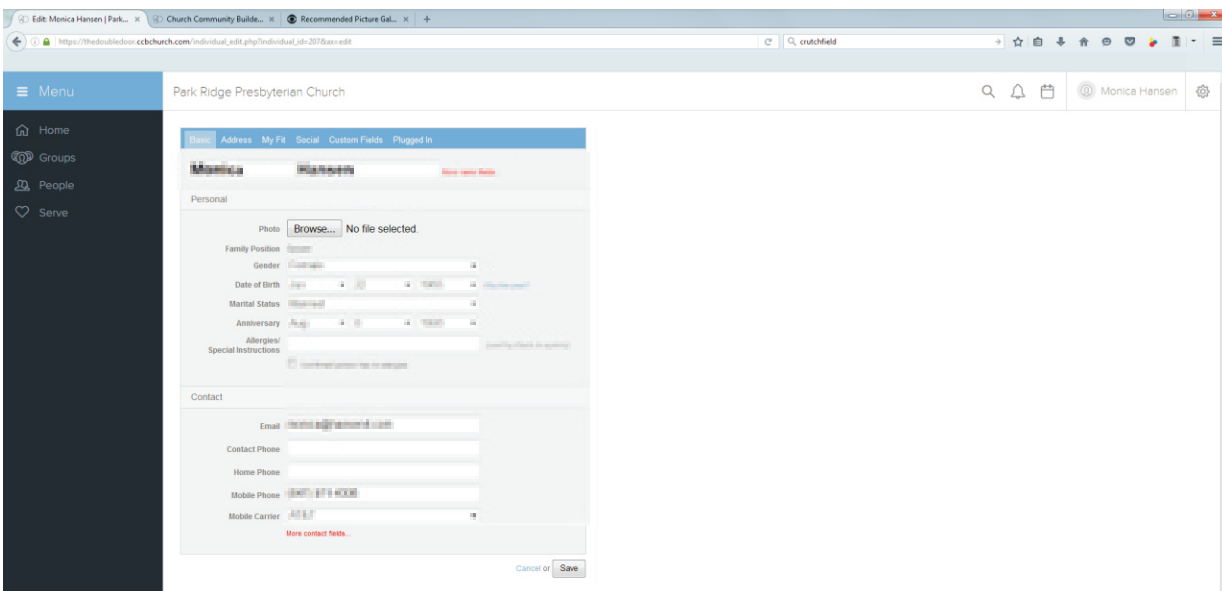 Edit: Monica Hansen | Park...
Church Community Builde...
Recommended Picture Gal...
https://thedoubledoor.ccbchurch.com/individual_edit.php?individual_id=207&ax=edit
crutchfield
Menu
Park Ridge Presbyterian Church
Monica Hansen
Home
Groups
People
Serve
Basic Address My Fit Social Custom Fields Plugged In
Personal
Photo Browse... No file selected.
Family Position
Gender
Date of Birth
Marital Status
Anniversary
Allergies/
Special Instructions
Contact
Email
Contact Phone
Home Phone
Mobile Phone
Mobile Carrier
More contact fields...
Cancel or Save